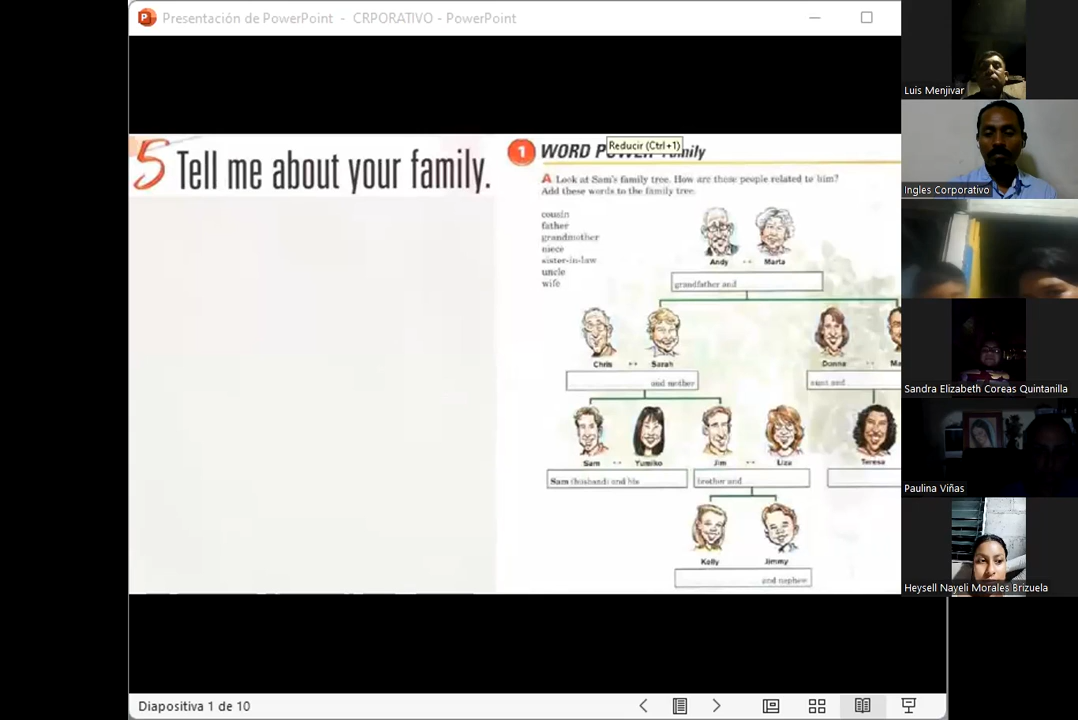 Presentación de PowerPoint - CRPORATIVO - PowerPoint
5 Tell me about your family.
1 WORD P
Reducir (Ctrl+1)
mily
A Look at Sam's family tree. How are these people related to him?
Add these words to the family tree.
cousin
father
grandmother
niece
sister-in-law
uncle
wife
Andy
Marta
grandfather and
Chris
Sarah
Donna
Ma
and mother
aunt and
Sam
Yumiko
Jim
Liza
Teresa
Sam (husband) and his
brother and
Kelly
Jimmy
and nephew
Luis Menjivar
Ingles Corporativo
Sandra Elizabeth Coreas Quintanilla
Paulina Viñas
Heysell Nayeli Morales Brizuela
Diapositiva 1 de 10